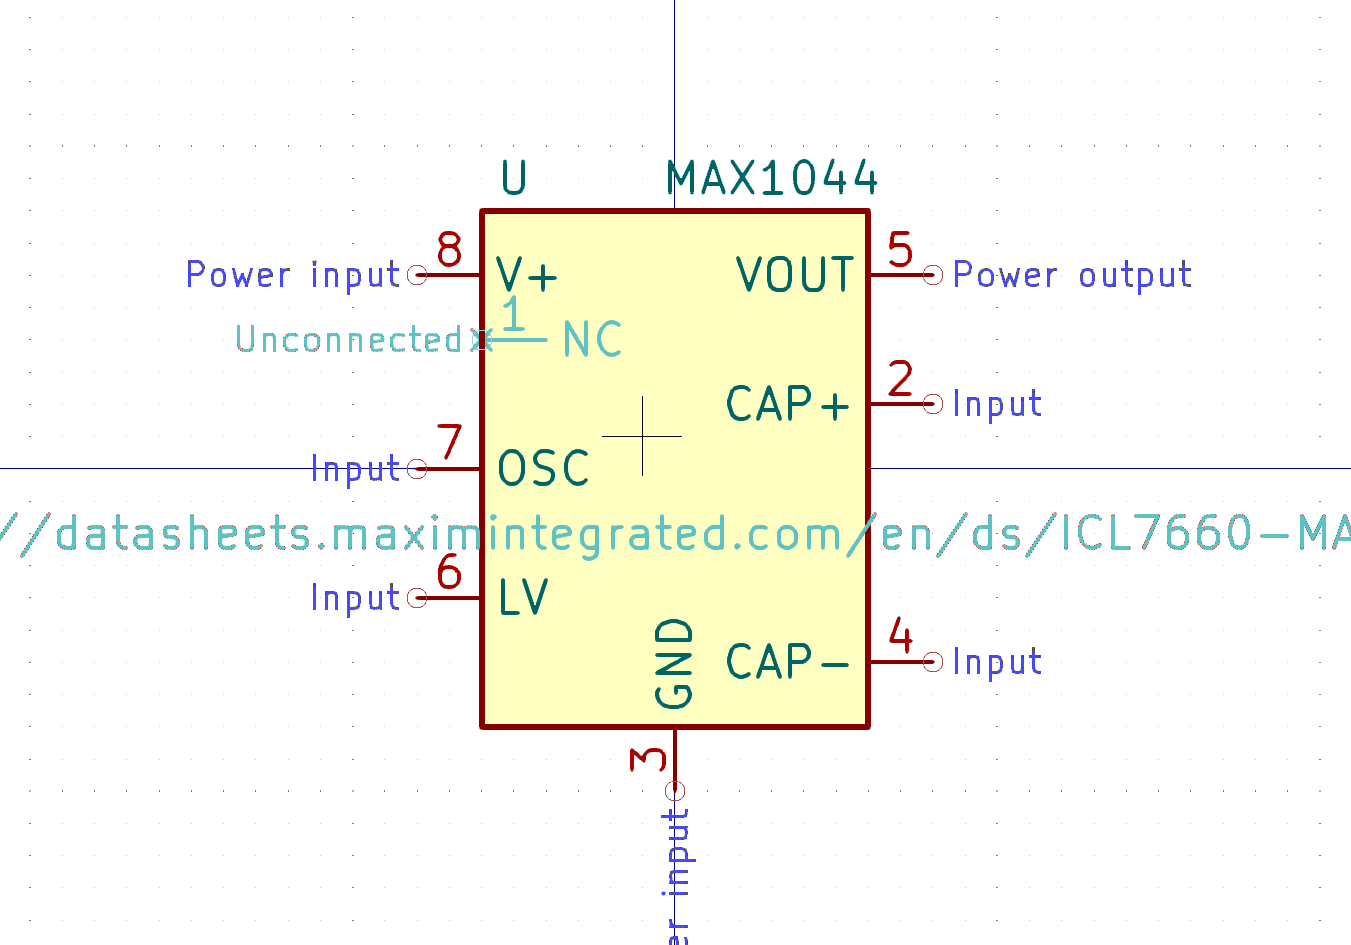 U MAX1044
8 5
Power input V+ VOUT Power output
1
Unconnected NC
2
CAP+ Input
7
Input OSC
//datasheets.maximintegrated.com/en/ds/ICL7660-MA
6
Input LV
4
CAP- Input
GND
3
er input